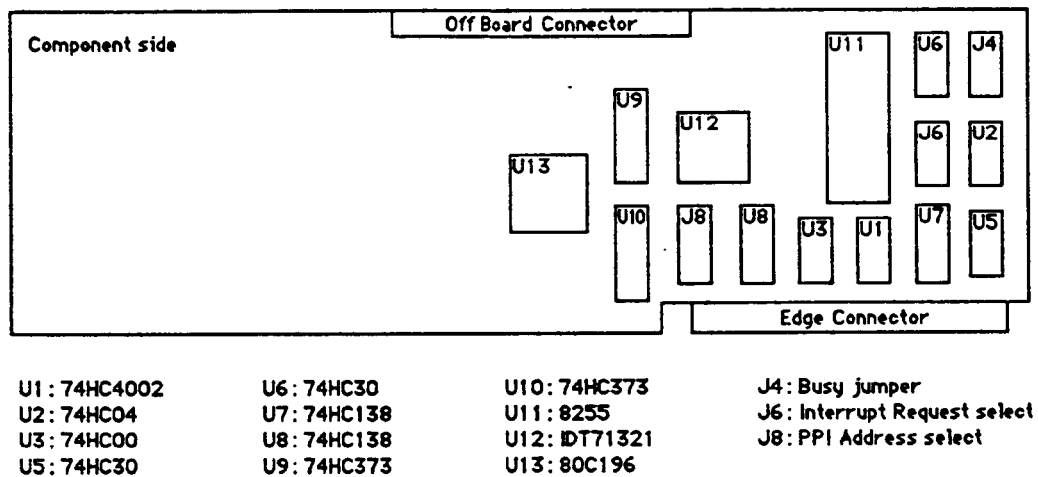 Off Board Connector
Component side
U11
U6
J4
U9
U12
J6
U2
U13
U10
J8
U8
U3
U1
U7
U5
Edge Connector
U1: 74HC4002
U2: 74HC04
U3: 74HC00
U5: 74HC30
U6: 74HC30
U7: 74HC138
U8: 74HC138
U9: 74HC373
U10: 74HC373
U11: 8255
U12: IDT71321
U13: 80C196
J4: Busy jumper
J6: Interrupt Request select
J8: PPI Address select